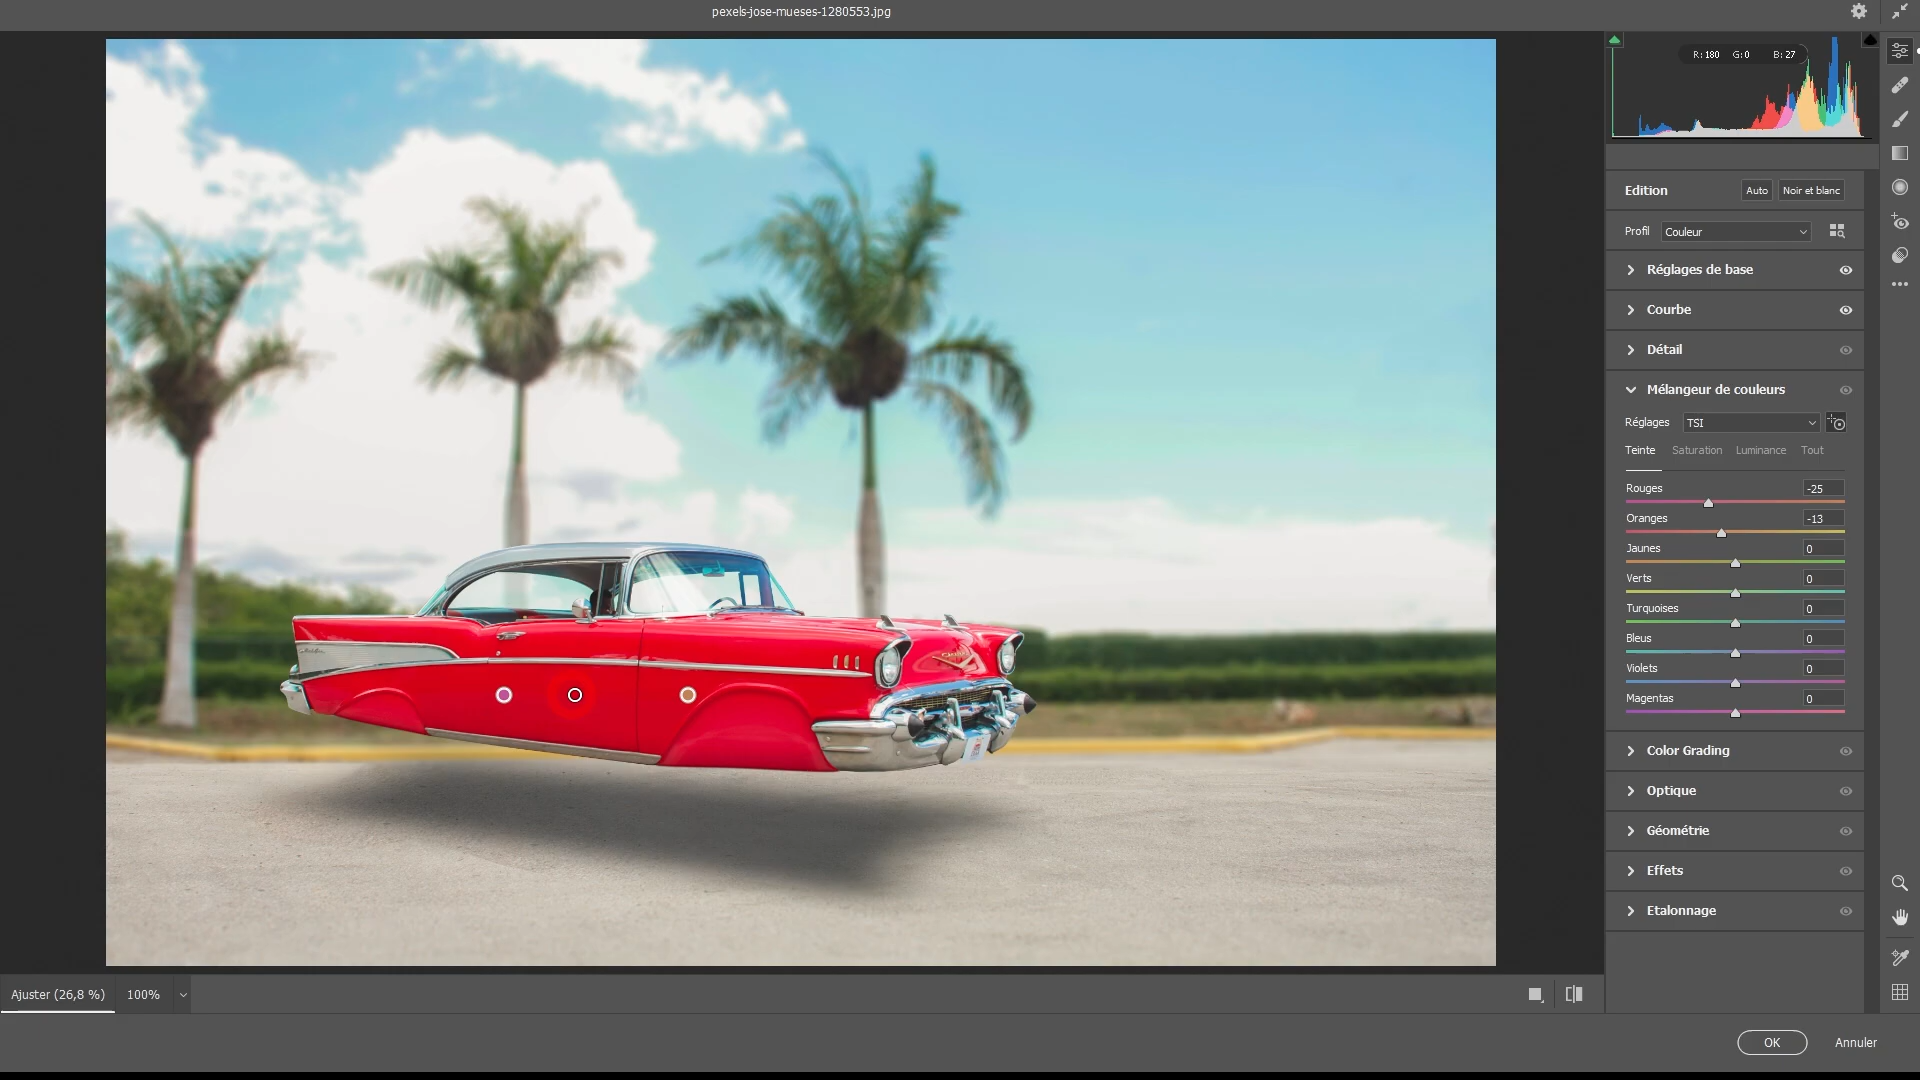 pexels-jose-mueses-1280553.jpg
R: 180 G: 0 B: 27
Edition Auto Noir et blanc
Profil Couleur
Réglages de base
Courbe
Détail
Mélangeur de couleurs
Réglages TSI
Teinte Saturation Luminance Tout
Rouges -25
Oranges -13
Jaunes 0
Verts 0
Turquoises 0
Bleus 0
Violets 0
Magentas 0
Color Grading
Optique
Géométrie
Effets
Etalonnage
Ajuster (26,8 %) 100%
OK Annuler